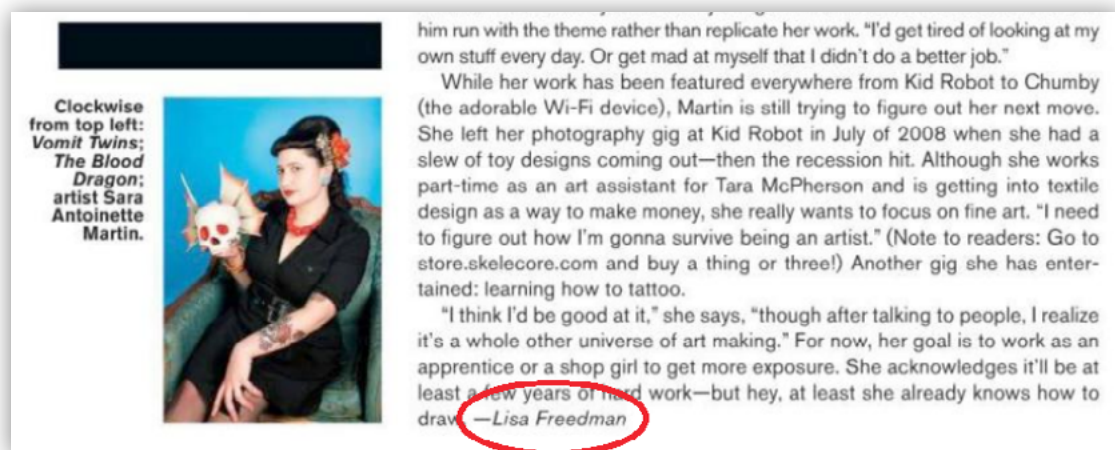 him run with the theme rather than replicate her work. “I’d get tired of looking at my
own stuff every day. Or get mad at myself that I didn’t do a better job.”
While her work has been featured everywhere from Kid Robot to Chumby
(the adorable Wi-Fi device), Martin is still trying to figure out her next move.
She left her photography gig at Kid Robot in July of 2008 when she had a
slew of toy designs coming out—then the recession hit. Although she works
part-time as an art assistant for Tara McPherson and is getting into textile
design as a way to make money, she really wants to focus on fine art. “I need
to figure out how I’m gonna survive being an artist.” (Note to readers: Go to
store.skelecore.com and buy a thing or three!) Another gig she has enter-
tained: learning how to tattoo.
“I think I’d be good at it,” she says, “though after talking to people, I realize
it’s a whole other universe of art making.” For now, her goal is to work as an
apprentice or a shop girl to get more exposure. She acknowledges it’ll be at
least a few years of hard work—but hey, at least she already knows how to
draw. —Lisa Freedman
Clockwise
from top left:
Vomit Twins;
The Blood
Dragon;
artist Sara
Antoinette
Martin.